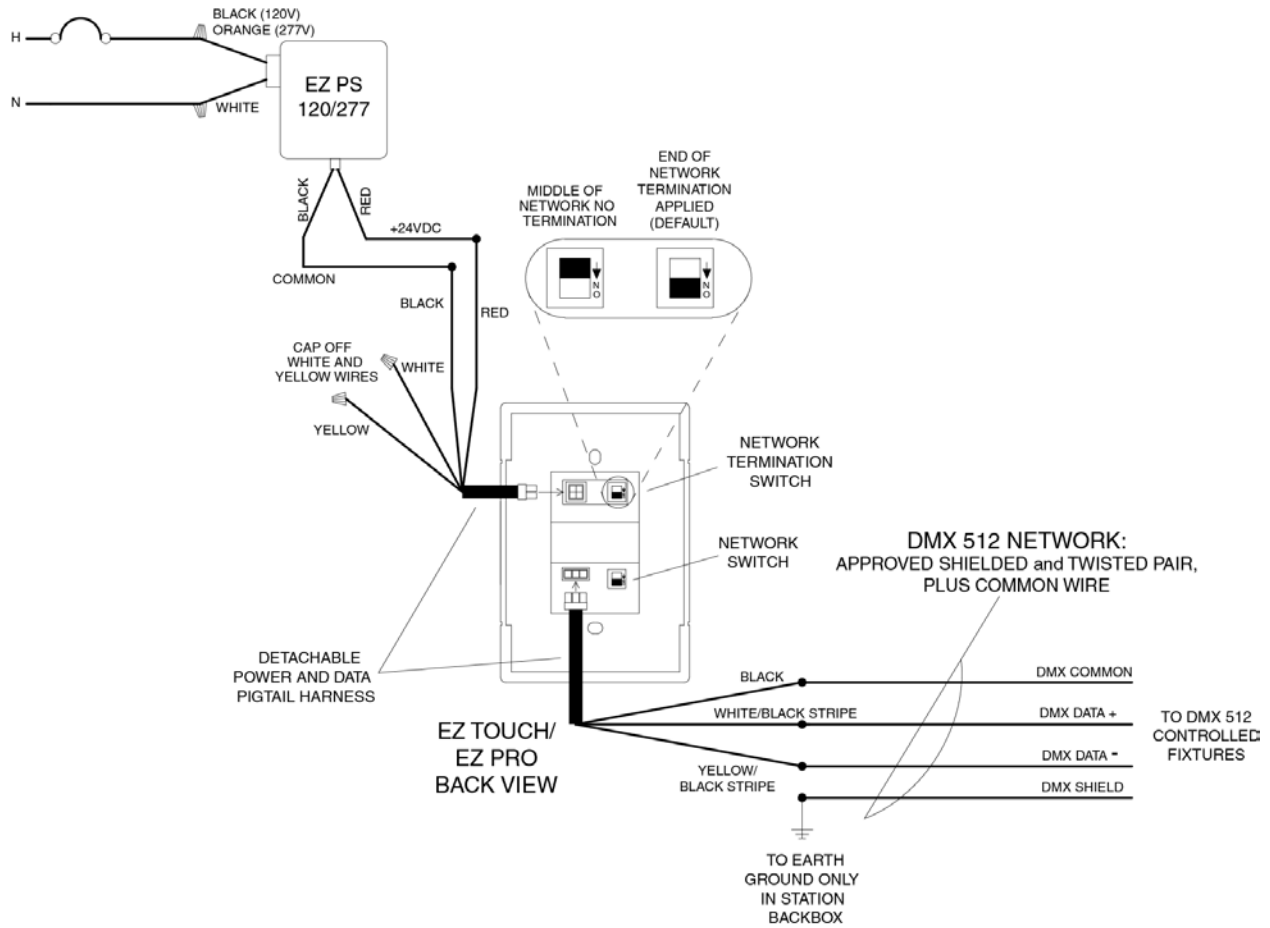 BLACK (120V)
ORANGE (277V)
H
EZ PS
120/277
N
WHITE
BLACK
RED
+24VDC
COMMON
BLACK
RED
MIDDLE OF
NETWORK NO
TERMINATION
END OF
NETWORK
TERMINATION
APPLIED
(DEFAULT)
NO
NO
CAP OFF
WHITE AND
YELLOW WIRES
WHITE
YELLOW
NETWORK
TERMINATION
SWITCH
NETWORK
SWITCH
DMX 512 NETWORK:
APPROVED SHIELDED and TWISTED PAIR,
PLUS COMMON WIRE
DETACHABLE
POWER AND DATA
PIGTAIL HARNESS
EZ TOUCH/
EZ PRO
BACK VIEW
BLACK
DMX COMMON
WHITE/BLACK STRIPE
DMX DATA +
YELLOW/
BLACK STRIPE
DMX DATA -
DMX SHIELD
TO DMX 512
CONTROLLED
FIXTURES
TO EARTH
GROUND ONLY
IN STATION
BACKBOX